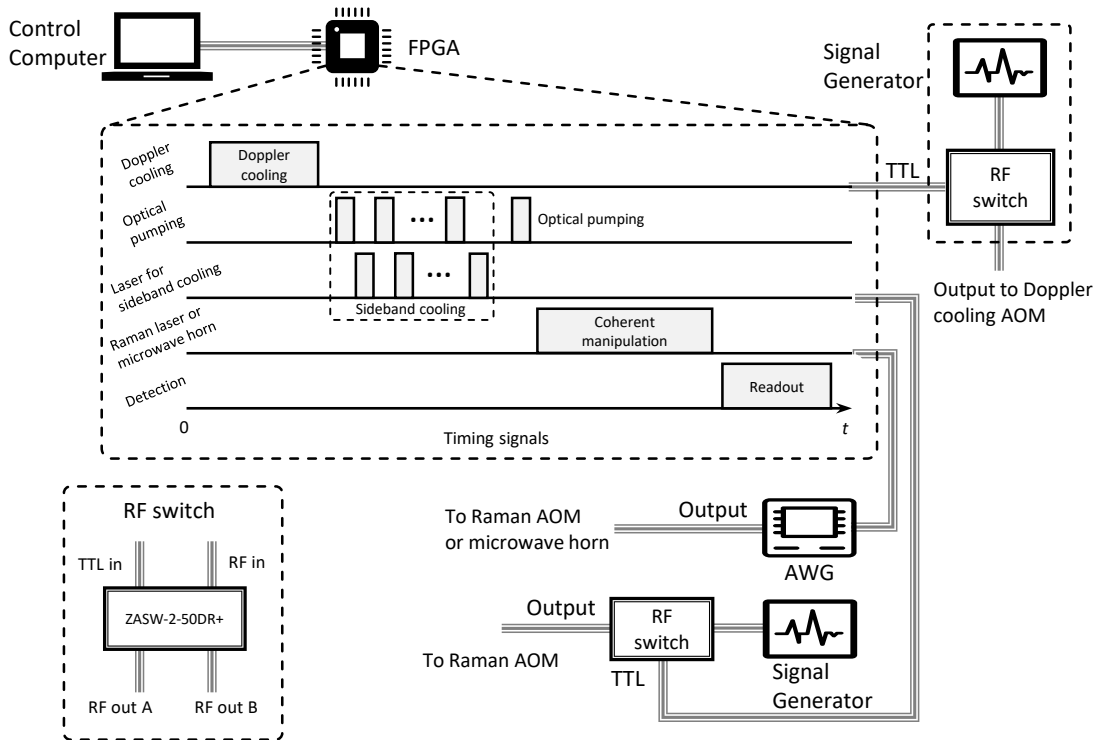 Control
Computer
FPGA
Signal
Generator
RF
switch
TTL
Output to Doppler
cooling AOM
Doppler
cooling
Doppler
cooling
Optical
pumping
Optical pumping
Laser for
sideband cooling
Sideband cooling
Raman laser or
microwave horn
Coherent
manipulation
Detection
Readout
0
t
Timing signals
RF switch
TTL in
RF in
ZASW-2-50DR+
RF out A
RF out B
To Raman AOM
or microwave horn
Output
AWG
Output
To Raman AOM
RF
switch
TTL
Signal
Generator